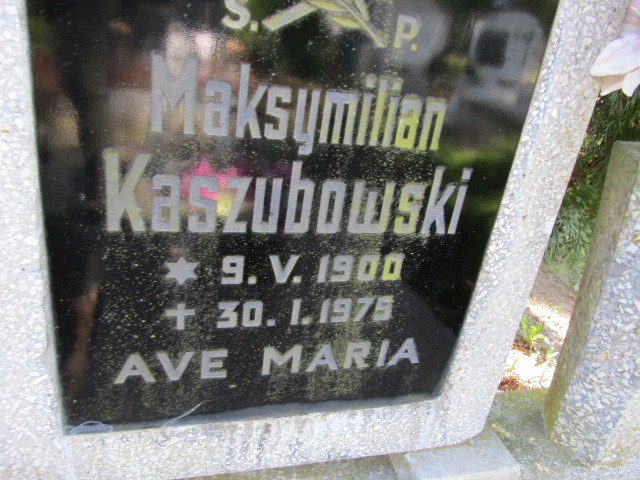 S. P.
Maksymilian
Kaszubowski
* 9. V. 1900
+ 30. I. 1975
AVE MARIA